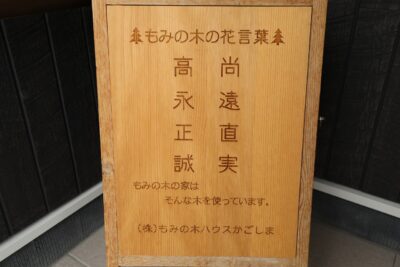 もみの木の花言葉
高尚
永遠
正直
誠実
もみの木の家は
そんな木を使っています。
(株)もみの木ハウスかごしま